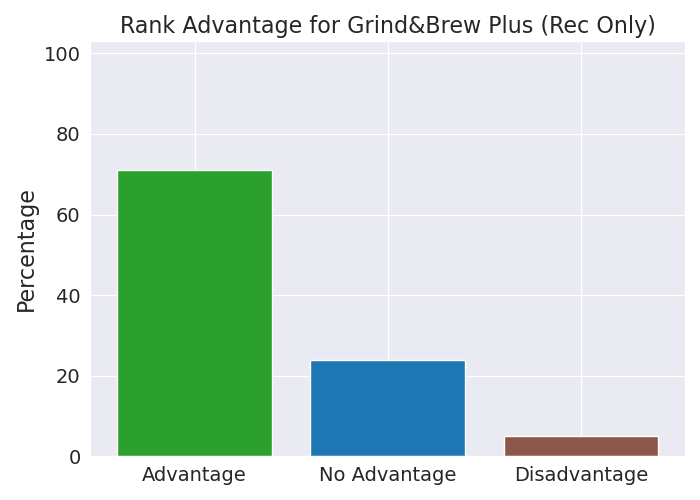 Rank Advantage for Grind&Brew Plus (Rec Only)
Percentage
100
80
60
40
20
0
Advantage
No Advantage
Disadvantage